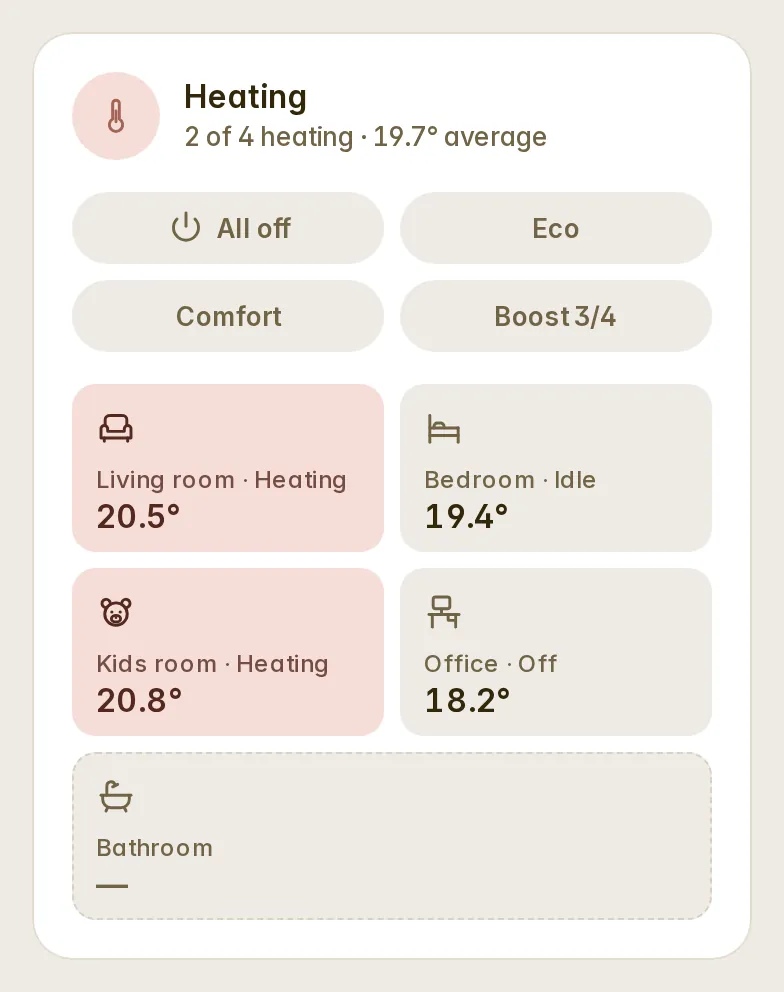 Heating
2 of 4 heating · 19.7° average
All off
Eco
Comfort
Boost 3/4
Living room · Heating
20.5°
Bedroom · Idle
19.4°
Kids room · Heating
20.8°
Office · Off
18.2°
Bathroom
—